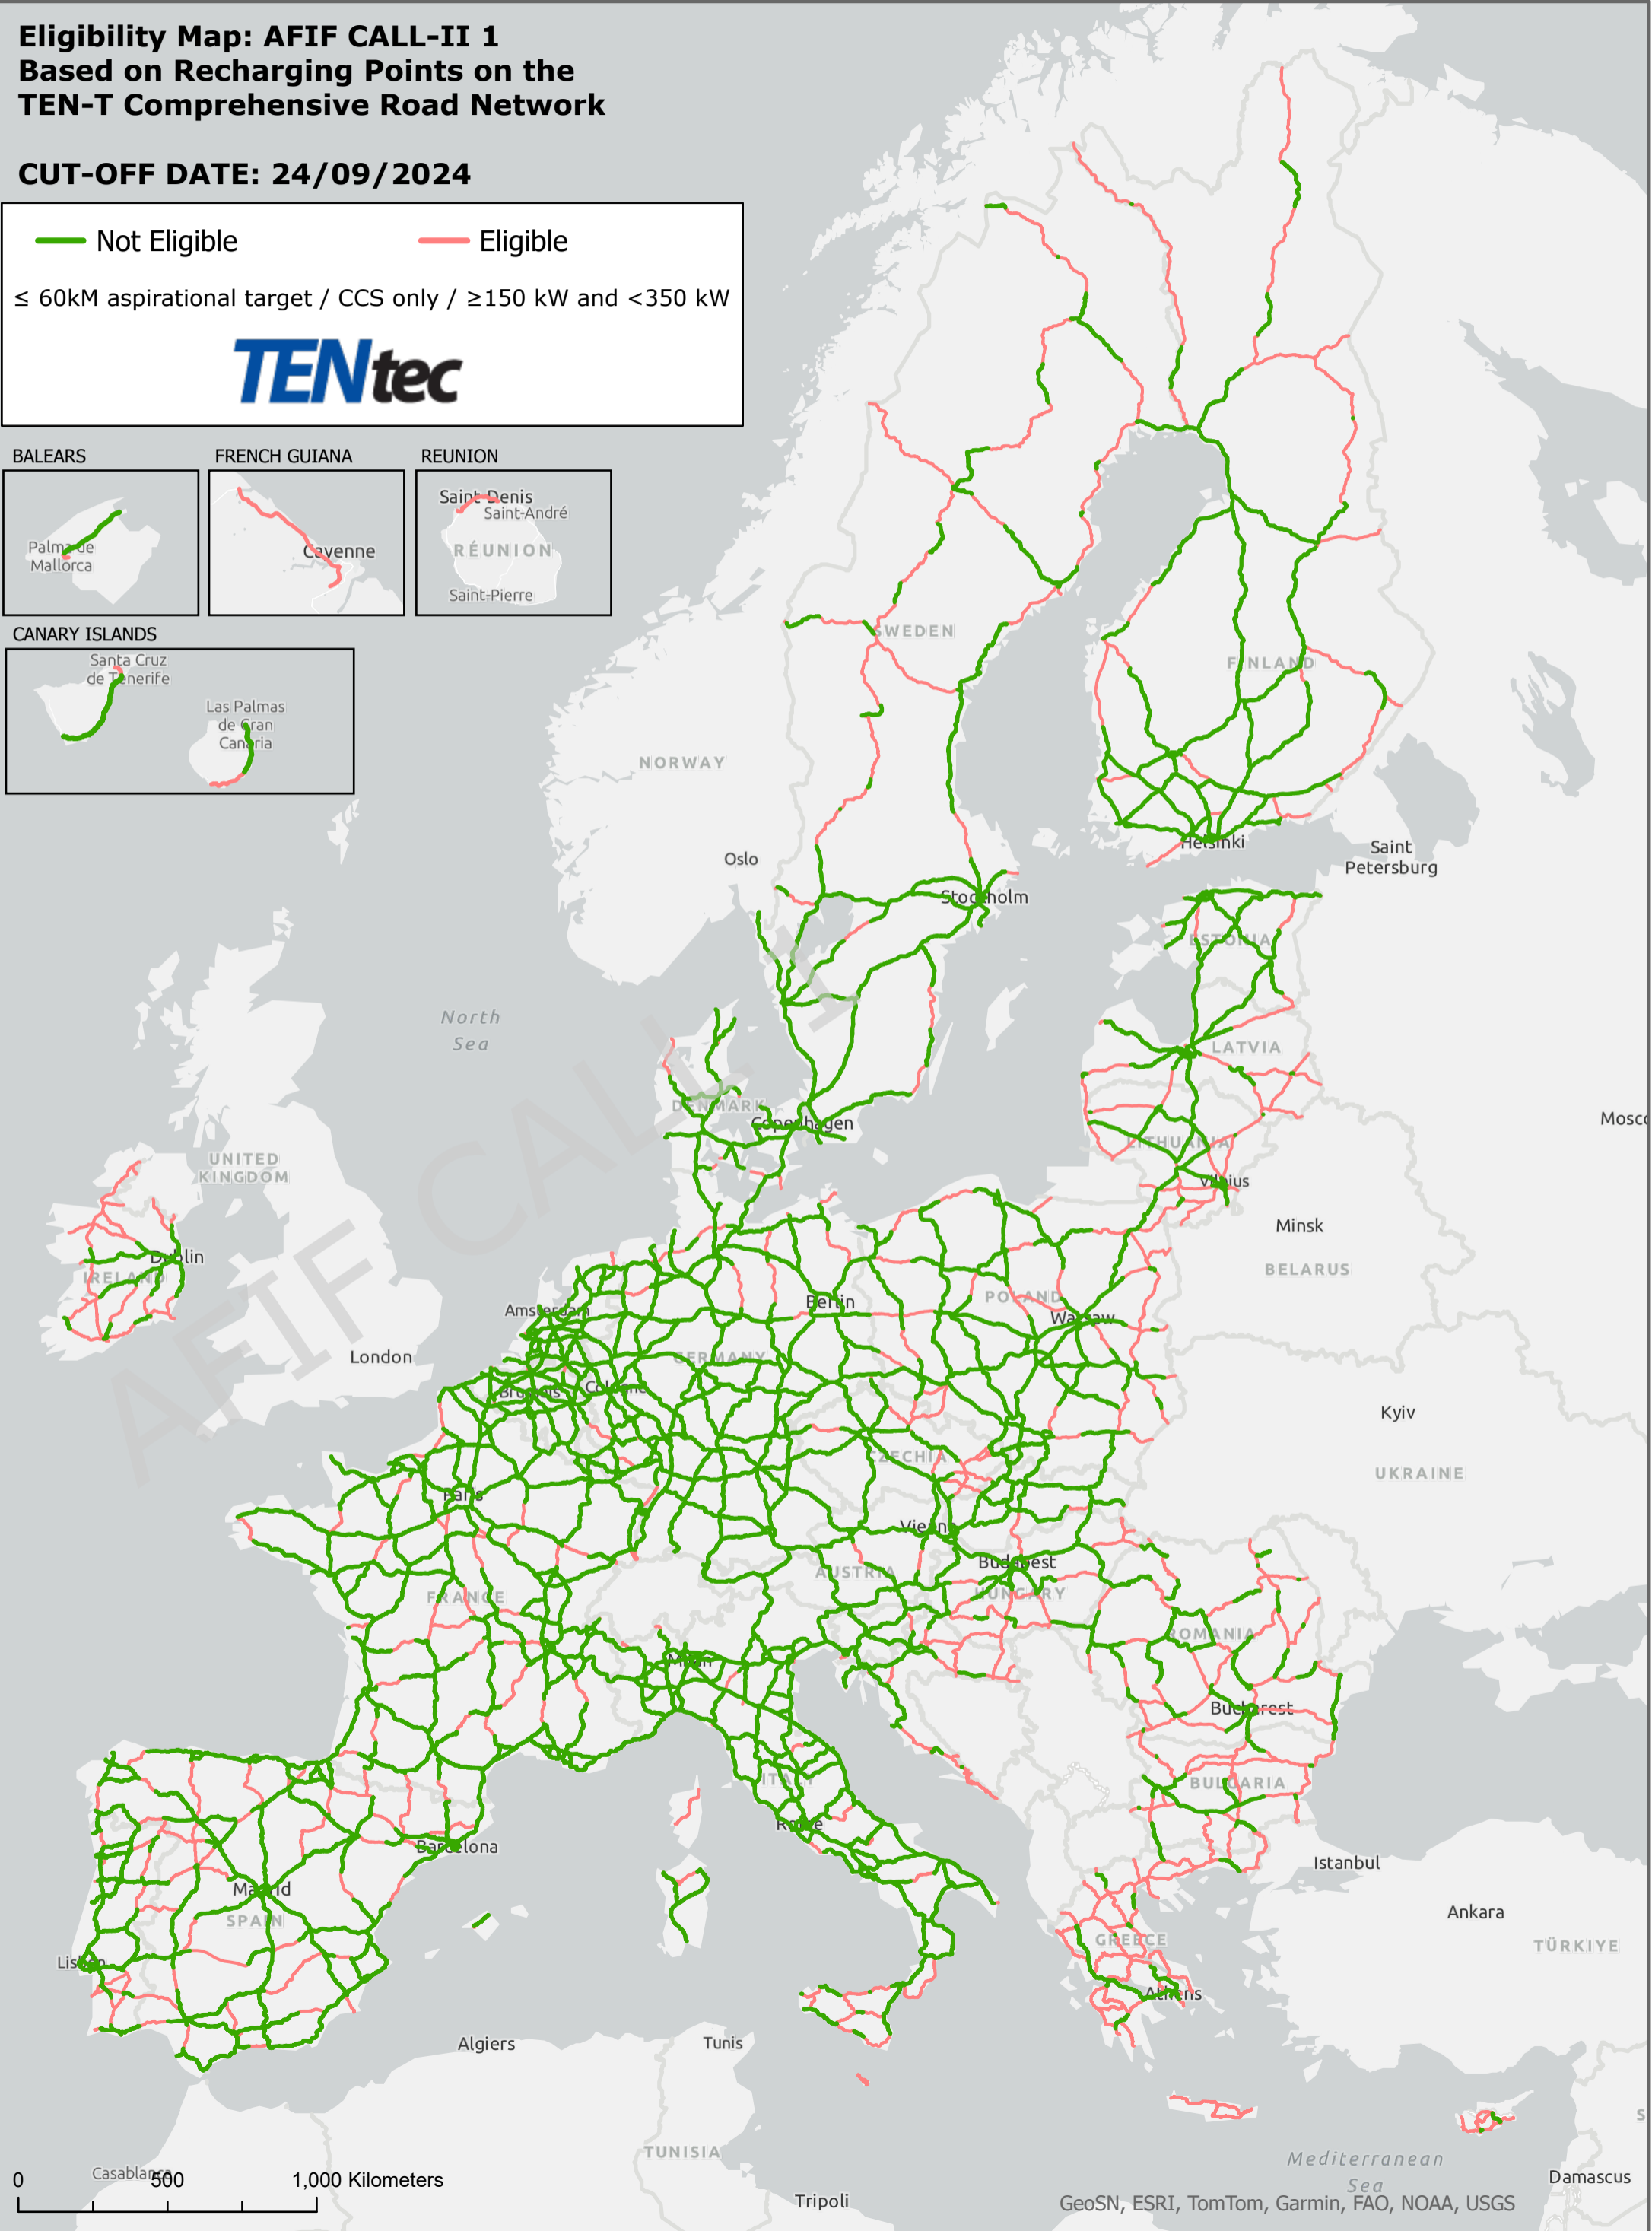 Eligibility Map: AFIF CALL-II 1
Based on Recharging Points on the
TEN-T Comprehensive Road Network
CUT-OFF DATE: 24/09/2024
Not Eligible
Eligible
≤ 60kM aspirational target / CCS only / ≥150 kW and <350 kW
TENtec
BALEARS
FRENCH GUIANA
REUNION
Palma de
Mallorca
Cayenne
Saint-Denis
Saint-André
RÉUNION
Saint-Pierre
CANARY ISLANDS
Santa Cruz
de Tenerife
Las Palmas
de Gran
Canaria
SWEDEN
FINLAND
NORWAY
Oslo
Helsinki
Saint
Petersburg
Stockholm
ESTONIA
North
Sea
LATVIA
DENMARK
Copenhagen
Moscc
LITHUANIA
UNITED
KINGDOM
Vilnius
Minsk
Dublin
IRELAND
BELARUS
Amsterdam
Berlin
POLAND
Warsaw
London
GERMANY
Brussels
Cologne
Kyiv
CZECHIA
UKRAINE
Paris
Vienna
Budapest
AUSTRIA
HUNGARY
FRANCE
ROMANIA
Milan
Bucharest
ITALY
BULGARIA
Rome
Barcelona
Istanbul
Madrid
SPAIN
Ankara
GREECE
TÜRKIYE
Lisbon
Athens
Algiers
Tunis
AFIF CALL II 1
S
TUNISIA
Mediterranean
Sea
Casablanca
Damascus
Tripoli
0 500 1,000 Kilometers
GeoSN, ESRI, TomTom, Garmin, FAO, NOAA, USGS